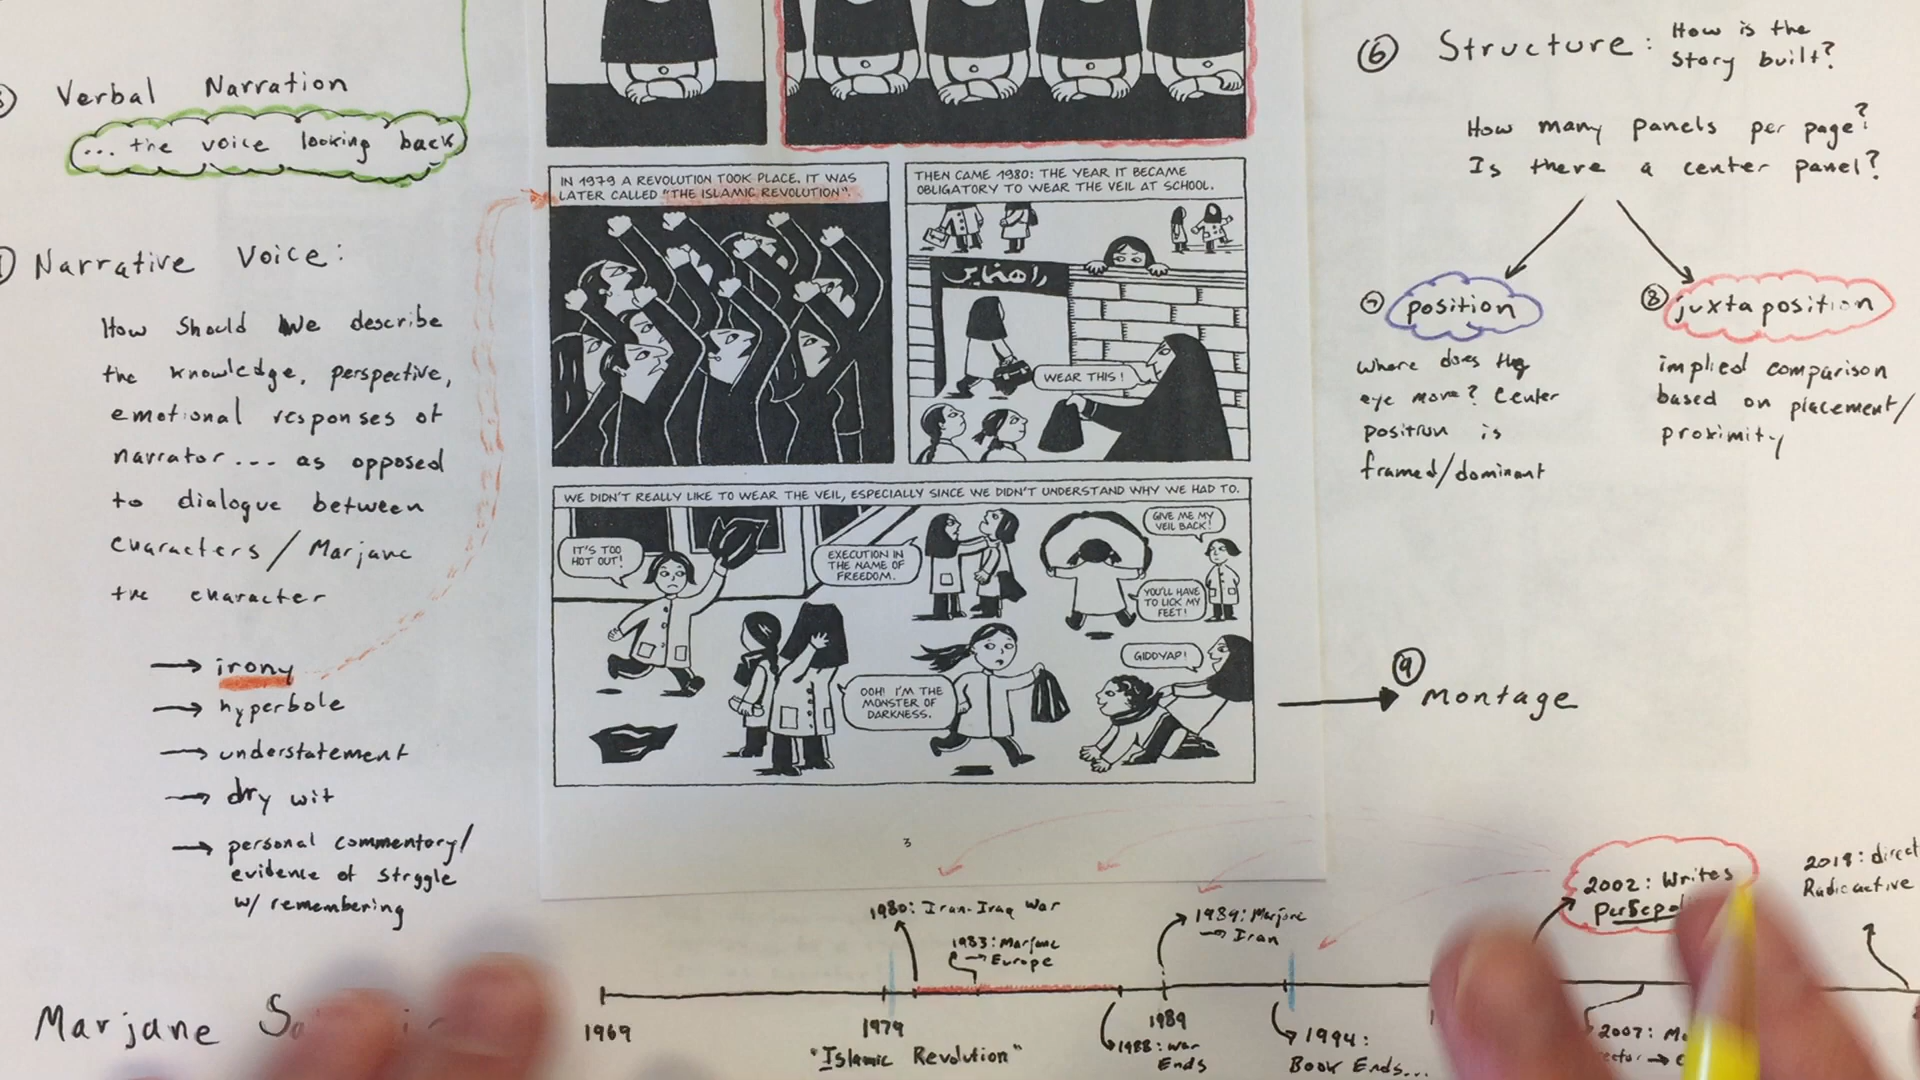 Verbal Narration
... the voice looking back
Narrative Voice:
How Should We describe
the knowledge, perspective,
emotional responses of
narrator... as opposed
to dialogue between
characters / Marjane
the character
→ irony
→ hyperbole
→ understatement
→ dry wit
→ personal commentary/
evidence of strggle
w/ remembering
IN 1979 A REVOLUTION TOOK PLACE. IT WAS
LATER CALLED "THE ISLAMIC REVOLUTION".
THEN CAME 1980: THE YEAR IT BECAME
OBLIGATORY TO WEAR THE VEIL AT SCHOOL.
WEAR THIS!
WE DIDN'T REALLY LIKE TO WEAR THE VEIL, ESPECIALLY SINCE WE DIDN'T UNDERSTAND WHY WE HAD TO.
IT'S TOO
HOT OUT!
EXECUTION IN
THE NAME OF
FREEDOM.
GIVE ME MY
VEIL BACK!
YOU'LL HAVE
TO LICK MY
FEET!
OOH! I'M THE
MONSTER OF
DARKNESS.
GIDDYAP!
3
6 Structure: How is the
Story built?
How many panels per page?
Is there a center panel?
7 position
where does the
eye move? Center
position is
framed/dominant
8 juxtaposition
implied comparison
based on placement/
proximity
9 montage
Marjane
1969
1979
"Islamic Revolution"
1980: Iran-Iraq War
1983: Marjane
→ Europe
1988: War
Ends
1989
1989: Marjane
→ Iran
1994:
Book Ends...
2002: Writes
2007:
Radioactive